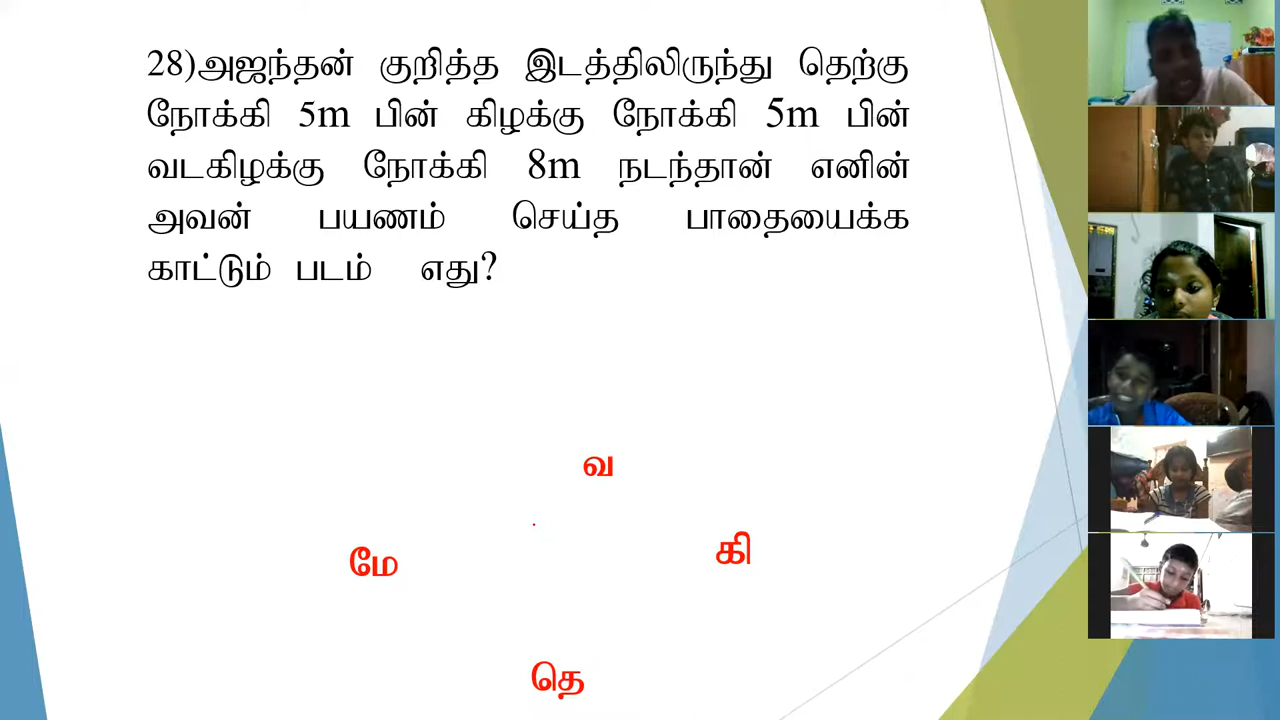 28)அஜந்தன் குறித்த இடத்திலிருந்து தெற்கு
நோக்கி 5m பின் கிழக்கு நோக்கி 5m பின்
வடகிழக்கு நோக்கி 8m நடந்தான் எனின்
அவன் பயணம் செய்த பாதையைக்க
காட்டும் படம் எது?
வ
மே
கி
தெ